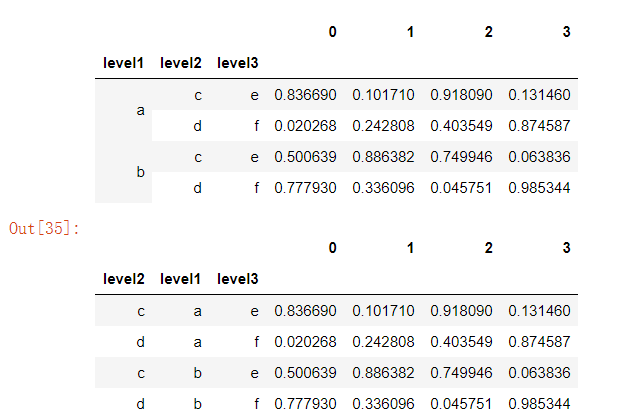 0 1 2 3
level1 level2 level3
a c e 0.836690 0.101710 0.918090 0.131460
d f 0.020268 0.242808 0.403549 0.874587
b c e 0.500639 0.886382 0.749946 0.063836
d f 0.777930 0.336096 0.045751 0.985344
Out[35]:
0 1 2 3
level2 level1 level3
c a e 0.836690 0.101710 0.918090 0.131460
d a f 0.020268 0.242808 0.403549 0.874587
c b e 0.500639 0.886382 0.749946 0.063836
d b f 0.777930 0.336096 0.045751 0.985344